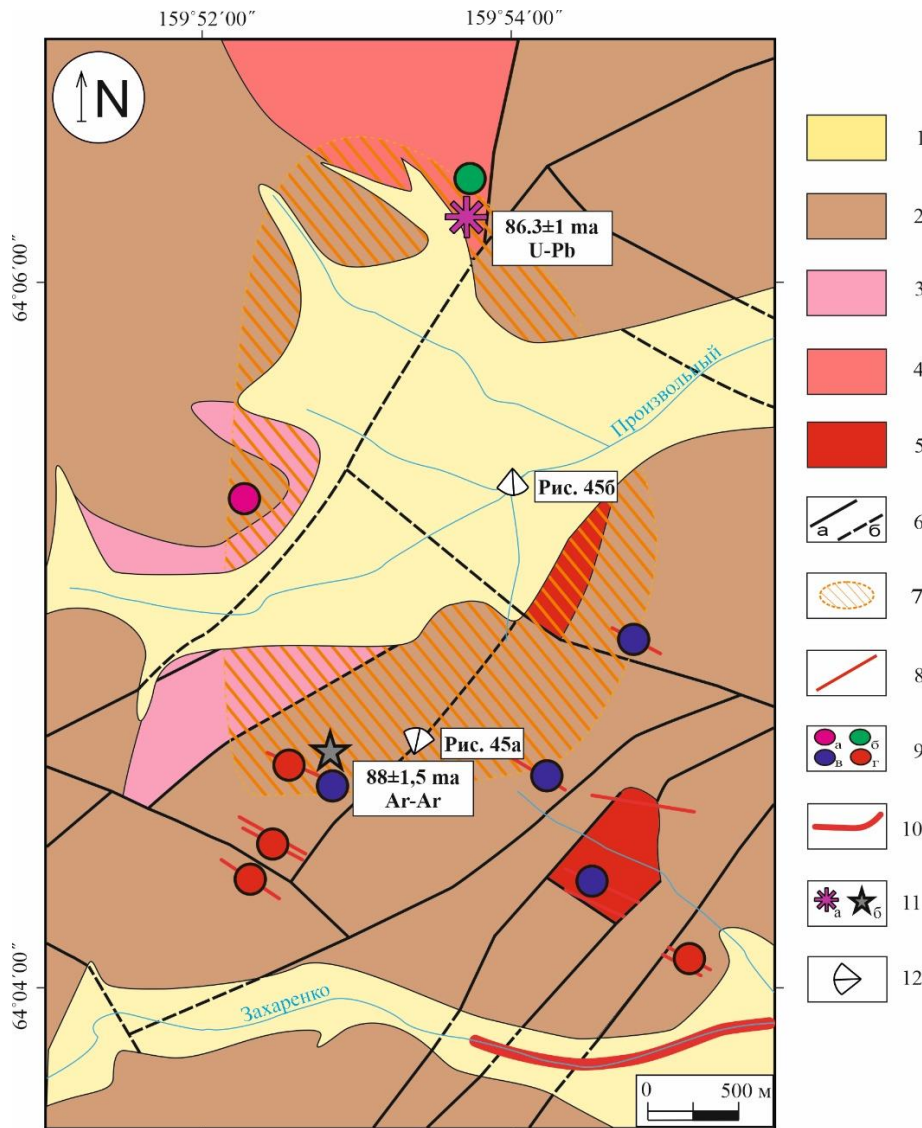 159°52´00˝
159°54´00˝
N
1
2
3
4
5
а б
6
7
8
а б
в г
9
10
а б
11
12
86.3±1 ma
U-Pb
64°06´00˝
Произвольный
Рис. 45б
Рис. 45а
88±1,5 ma
Ar-Ar
64°04´00˝
Захаренко
0 500 м